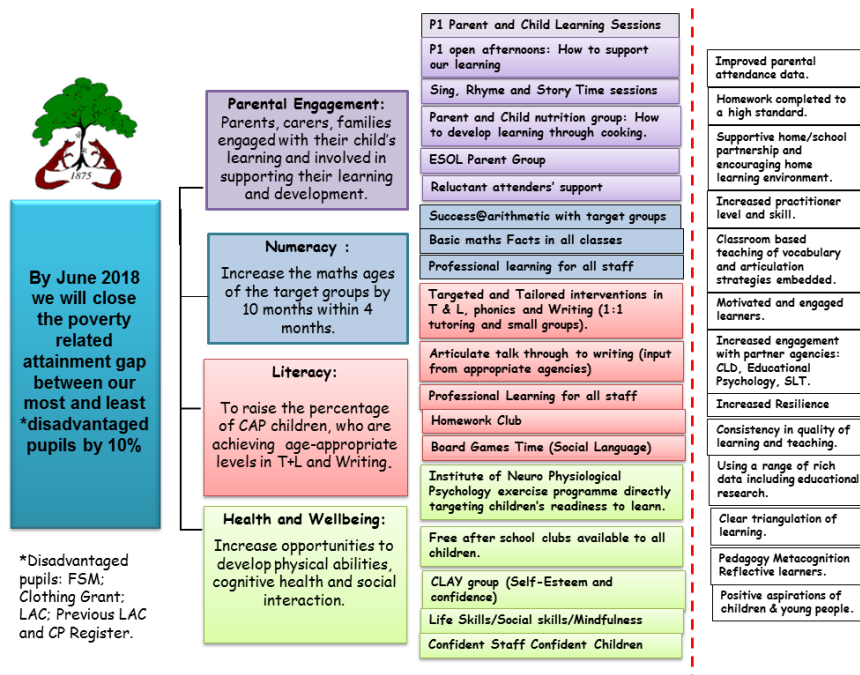 1875
By June 2018
we will close
the poverty
related
attainment gap
between our
most and least
*disadvantaged
pupils by 10%
*Disadvantaged
pupils: FSM;
Clothing Grant;
LAC; Previous LAC
and CP Register.
Parental Engagement:
Parents, carers, families
engaged with their child's
learning and involved in
supporting their learning
and development.
Numeracy :
Increase the maths ages
of the target groups by
10 months within 4
months.
Literacy:
To raise the percentage
of CAP children, who are
achieving age-appropriate
levels in T+L and Writing.
Health and Wellbeing:
Increase opportunities to
develop physical abilities,
cognitive health and social
interaction.
P1 Parent and Child Learning Sessions
P1 open afternoons: How to support
our learning
Sing, Rhyme and Story Time sessions
Parent and Child nutrition group: How
to develop learning through cooking.
ESOL Parent Group
Reluctant attenders' support
Success@arithmetic with target groups
Basic maths Facts in all classes
Professional learning for all staff
Targeted and Tailored interventions in
T & L, phonics and Writing (1:1
tutoring and small groups).
Articulate talk through to writing (input
from appropriate agencies)
Professional Learning for all staff
Homework Club
Board Games Time (Social Language)
Institute of Neuro Physiological
Psychology exercise programme directly
targeting children's readiness to learn.
Free after school clubs available to all
children.
CLAY group (Self-Esteem and
confidence)
Life Skills/Social skills/Mindfulness
Confident Staff Confident Children
Improved parental
attendance data.
Homework completed to
a high standard.
Supportive home/school
partnership and
encouraging home
learning environment.
Increased practitioner
level and skill.
Classroom based
teaching of vocabulary
and articulation
strategies embedded.
Motivated and engaged
learners.
Increased engagement
with partner agencies:
CLD, Educational
Psychology, SLT.
Increased Resilience
Consistency in quality of
learning and teaching.
Using a range of rich
data including educational
research.
Clear triangulation of
learning.
Pedagogy Metacognition
Reflective learners.
Positive aspirations of
children & young people.